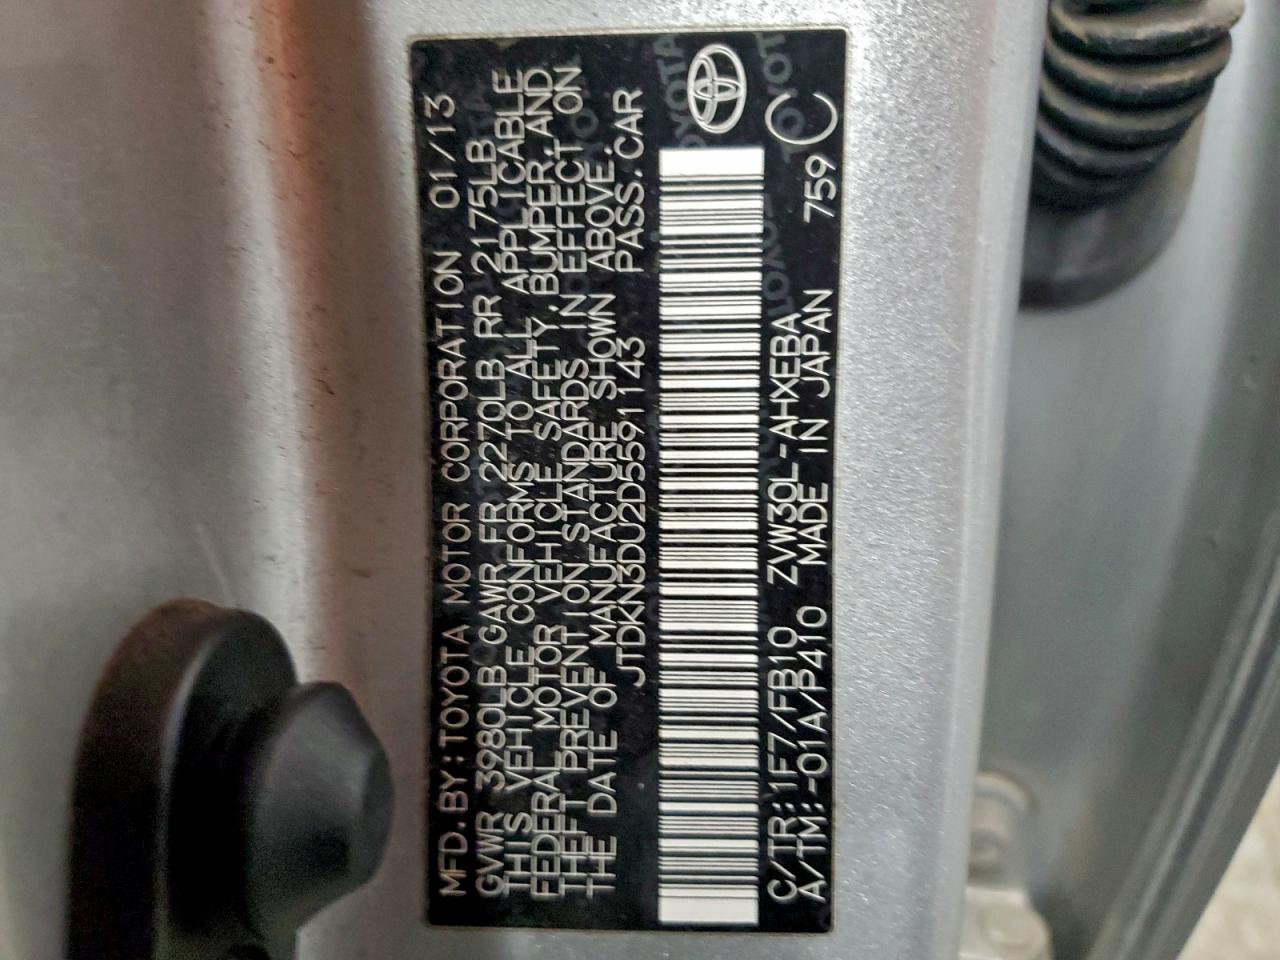 MFD.BY:TOYOTA MOTOR CORPORATION 01/13
GVWR 3980LB GAWR FR 2270LB RR 2175LB
THIS VEHICLE CONFORMS TO ALL APPLICABLE
FEDERAL MOTOR VEHICLE SAFETY, BUMPER, AND
THEFT PREVENTION STANDARDS IN EFFECT ON
THE DATE OF MANUFACTURE SHOWN ABOVE.
JTDKN3DU2D5591143 PASS.CAR
C/TR:1F7/FB10 ZVW30L-AHXEBA 759 C
A/TM:-01A/P410 MADE IN JAPAN